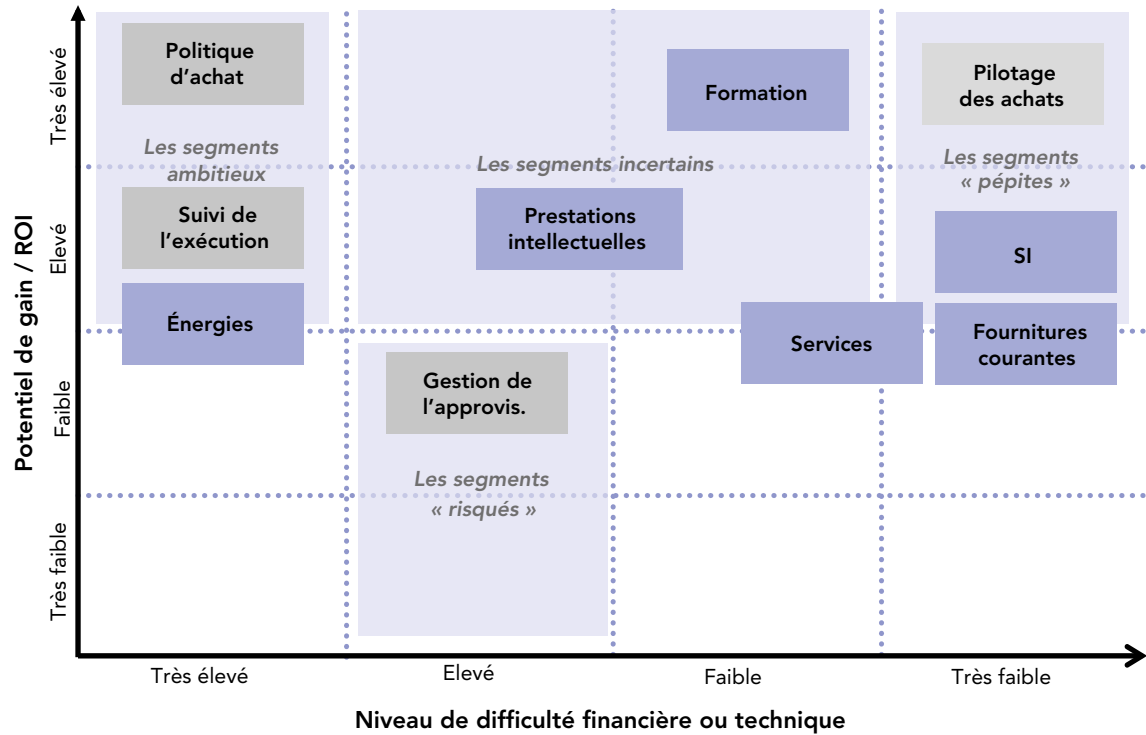 Potentiel de gain / ROI
Très élevé
Elevé
Faible
Très faible
Politique
d’achat
Les segments
ambitieux
Suivi de
l’exécution
Énergies
Formation
Les segments incertains
Prestations
intellectuelles
Services
Gestion de
l’approvis.
Les segments
« risqués »
Pilotage
des achats
Les segments
« pépites »
SI
Fournitures
courantes
Très élevé
Elevé
Faible
Très faible
Niveau de difficulté financière ou technique